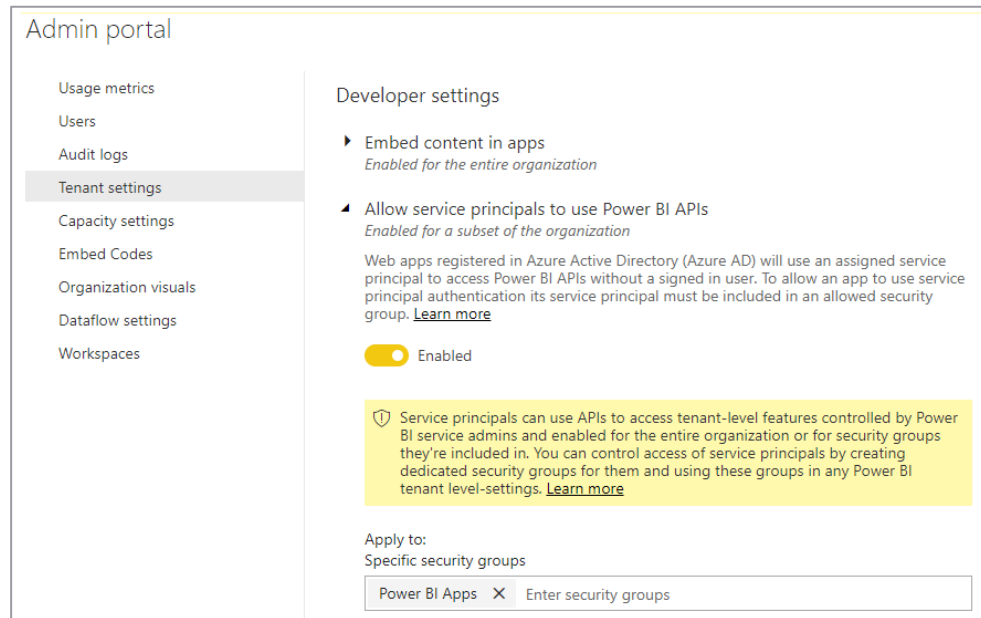 Admin portal
Usage metrics
Users
Audit logs
Tenant settings
Capacity settings
Embed Codes
Organization visuals
Dataflow settings
Workspaces
Developer settings
Embed content in apps
Enabled for the entire organization
Allow service principals to use Power BI APIs
Enabled for a subset of the organization
Web apps registered in Azure Active Directory (Azure AD) will use an assigned service
principal to access Power BI APIs without a signed in user. To allow an app to use service
principal authentication its service principal must be included in an allowed security
group. Learn more
Enabled
Service principals can use APIs to access tenant-level features controlled by Power
BI service admins and enabled for the entire organization or for security groups
they're included in. You can control access of service principals by creating
dedicated security groups for them and using these groups in any Power BI
tenant level-settings. Learn more
Apply to:
Specific security groups
Power BI Apps Enter security groups